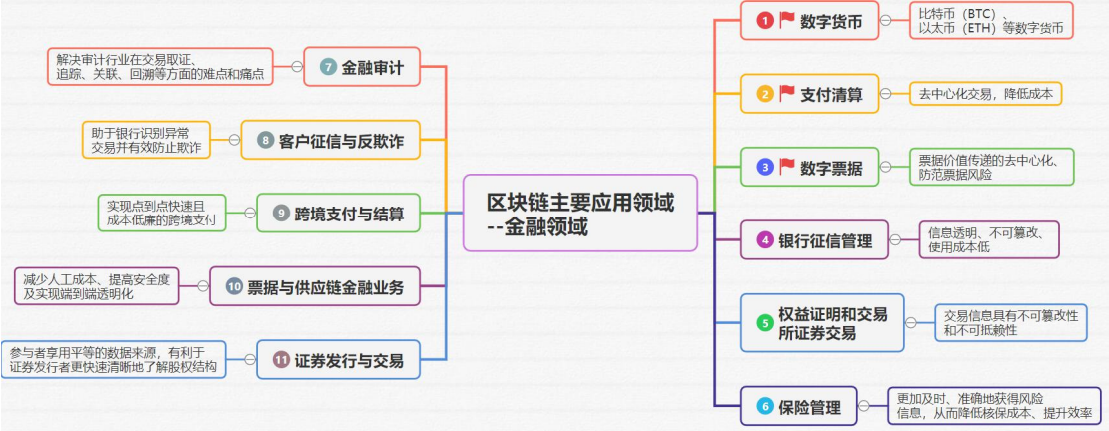 区块链主要应用领域
--金融领域
1 数字货币
比特币（BTC）、
以太币（ETH）等数字货币
2 支付清算
去中心化交易，降低成本
3 数字票据
票据价值传递的去中心化、
防范票据风险
4 银行征信管理
信息透明、不可篡改、
使用成本低
5 权益证明和交易
所证券交易
交易信息具有不可篡改性
和不可抵赖性
6 保险管理
更加及时、准确地获得风险
信息，从而降低核保成本、提升效率
7 金融审计
解决审计行业在交易取证、
追踪、关联、回溯等方面的难点和痛点
8 客户征信与反欺诈
助于银行识别异常
交易并有效防止欺诈
9 跨境支付与结算
实现点到点快速且
成本低廉的跨境支付
10 票据与供应链金融业务
减少人工成本、提高安全度
及实现端到端透明化
11 证券发行与交易
参与者享用平等的数据来源，有利于
证券发行者更快速清晰地了解股权结构